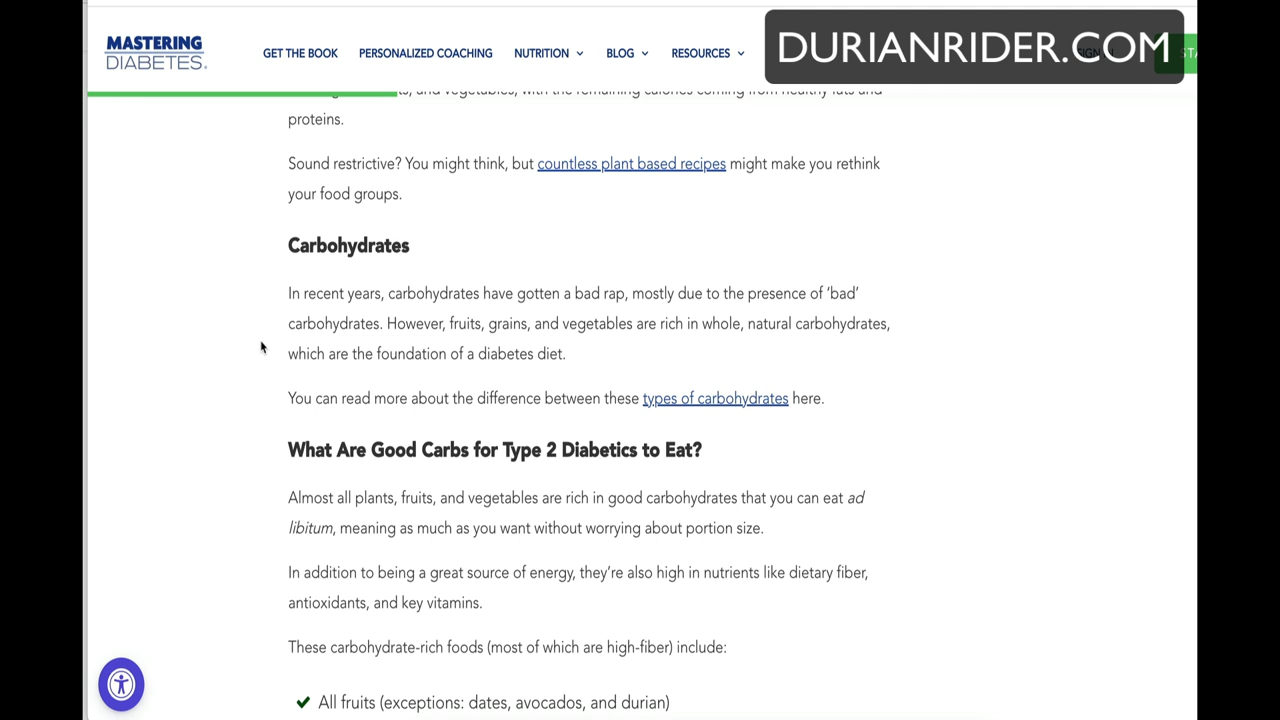 MASTERING
DIABETES.
GET THE BOOK PERSONALIZED COACHING NUTRITION BLOG RESOURCES
DURIANRIDER.COM
proteins.
Sound restrictive? You might think, but countless plant based recipes might make you rethink
your food groups.
Carbohydrates
In recent years, carbohydrates have gotten a bad rap, mostly due to the presence of ‘bad’
carbohydrates. However, fruits, grains, and vegetables are rich in whole, natural carbohydrates,
which are the foundation of a diabetes diet.
You can read more about the difference between these types of carbohydrates here.
What Are Good Carbs for Type 2 Diabetics to Eat?
Almost all plants, fruits, and vegetables are rich in good carbohydrates that you can eat ad
libitum, meaning as much as you want without worrying about portion size.
In addition to being a great source of energy, they’re also high in nutrients like dietary fiber,
antioxidants, and key vitamins.
These carbohydrate-rich foods (most of which are high-fiber) include:
All fruits (exceptions: dates, avocados, and durian)